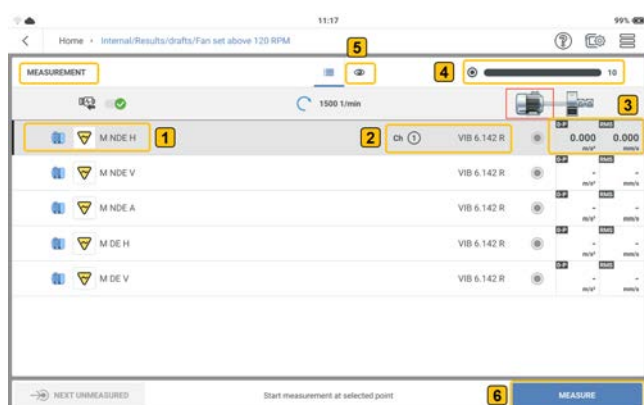 11:17
99%
Home • Internal/Results/drafts/Fan set above 120 RPM
5
MEASUREMENT
4
10
1500 1/min
3
M NDE H
1
2
Ch 1
VIB 6.142 R
0-P
0.000
m/s²
RMS
0.000
mm/s
M NDE V
VIB 6.142 R
0-P
-
m/s²
RMS
-
mm/s
M NDE A
VIB 6.142 R
0-P
-
m/s²
RMS
-
mm/s
M DE H
VIB 6.142 R
0-P
-
m/s²
RMS
-
mm/s
M DE V
VIB 6.142 R
0-P
-
m/s²
RMS
-
mm/s
NEXT UNMEASURED
Start measurement at selected point
6
MEASURE